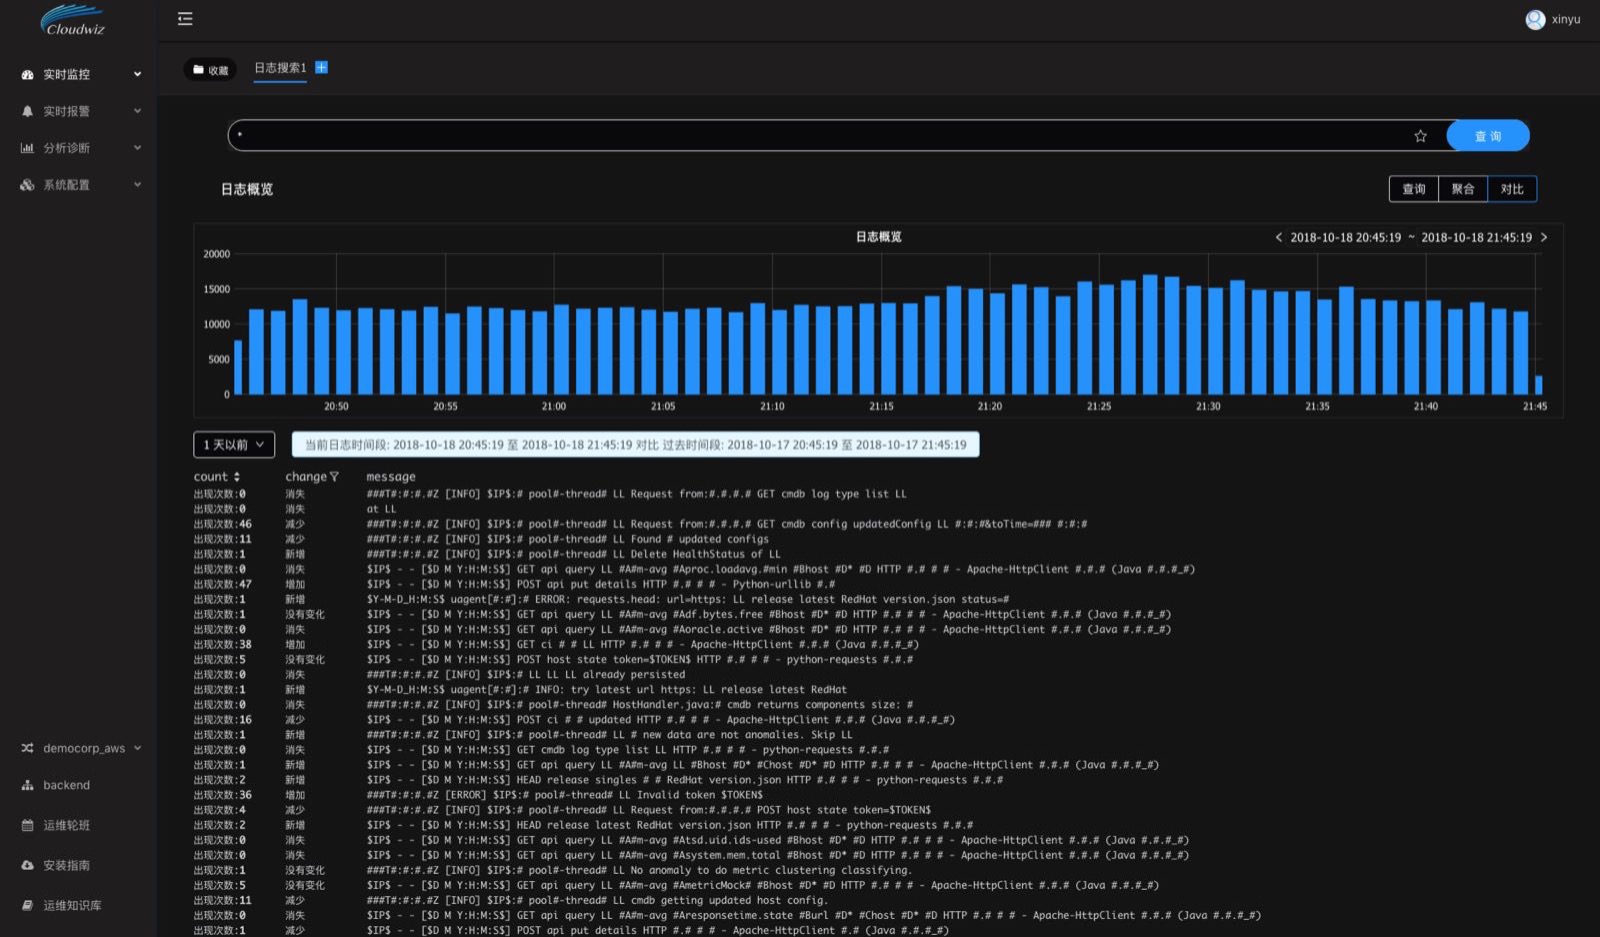 Cloudwiz
xinyu
实时监控
实时报警
分析诊断
系统配置
收藏
日志搜索1
*
查 询
日志概览
查询 聚合 对比
日志概览
2018-10-18 20:45:19 ~ 2018-10-18 21:45:19
20000
15000
10000
5000
0
20:50 20:55 21:00 21:05 21:10 21:15 21:20 21:25 21:30 21:35 21:40 21:45
1 天以前
当前日志时间段: 2018-10-18 20:45:19 至 2018-10-18 21:45:19 对比 过去时间段: 2018-10-17 20:45:19 至 2018-10-17 21:45:19
count change message
出现次数:0 消失 ###T#:#:#.#Z [INFO] $IP$:# pool#-thread# LL Request from:#.#.#.# GET cmdb log type list LL
出现次数:0 消失 at LL
出现次数:46 减少 ###T#:#:#.#Z [INFO] $IP$:# pool#-thread# LL Request from:#.#.#.# GET cmdb config updatedConfig LL #:#:#&toTime=### #:#:#
出现次数:11 减少 ###T#:#:#.#Z [INFO] $IP$:# pool#-thread# LL Found # updated configs
出现次数:1 新增 ###T#:#:#.#Z [INFO] $IP$:# pool#-thread# LL Delete HealthStatus of LL
出现次数:0 消失 $IP$ - - [$D M Y:H:M:S$] GET api query LL #A#m-avg #Aproc.loadavg.#min #Bhost #D* #D HTTP #.# # # - Apache-HttpClient #.#.# (Java #.#.#_#)
出现次数:47 增加 $IP$ - - [$D M Y:H:M:S$] POST api put details HTTP #.# # # - Python-urllib #.#
出现次数:1 新增 $Y-M-D_H:M:S$ uagent[#:#]:# ERROR: requests.head: url=https: LL release latest RedHat version.json status=#
出现次数:1 没有变化 $IP$ - - [$D M Y:H:M:S$] GET api query LL #A#m-avg #Adf.bytes.free #Bhost #D* #D HTTP #.# # # - Apache-HttpClient #.#.# (Java #.#.#_#)
出现次数:0 消失 $IP$ - - [$D M Y:H:M:S$] GET api query LL #A#m-avg #Aoracle.active #Bhost #D* #D HTTP #.# # # - Apache-HttpClient #.#.# (Java #.#.#_#)
出现次数:38 增加 $IP$ - - [$D M Y:H:M:S$] GET ci # # LL HTTP #.# # # - Apache-HttpClient #.#.# (Java #.#.#_#)
出现次数:5 没有变化 $IP$ - - [$D M Y:H:M:S$] POST host state token=$TOKEN$ HTTP #.# # # - python-requests #.#.#
出现次数:0 消失 ###T#:#:#.#Z [INFO] $IP$:# LL LL LL already persisted
出现次数:1 新增 $Y-M-D_H:M:S$ uagent[#:#]:# INFO: try latest url https: LL release latest RedHat
出现次数:0 消失 ###T#:#:#.#Z [INFO] $IP$:# pool#-thread# HostHandler.java:# cmdb returns components size: #
出现次数:16 减少 $IP$ - - [$D M Y:H:M:S$] POST ci # # updated HTTP #.# # # - Apache-HttpClient #.#.# (Java #.#.#_#)
出现次数:1 新增 ###T#:#:#.#Z [INFO] $IP$:# pool#-thread# LL # new data are not anomalies. Skip LL
出现次数:0 消失 $IP$ - - [$D M Y:H:M:S$] GET cmdb log type list LL HTTP #.# # # - python-requests #.#.#
出现次数:1 新增 $IP$ - - [$D M Y:H:M:S$] GET api query LL #A#m-avg LL #Bhost #D* #Chost #D* #D HTTP #.# # # - Apache-HttpClient #.#.# (Java #.#.#_#)
出现次数:2 新增 $IP$ - - [$D M Y:H:M:S$] HEAD release singles # # RedHat version.json HTTP #.# # # - python-requests #.#.#
出现次数:36 增加 ###T#:#:#.#Z [ERROR] $IP$:# pool#-thread# LL Invalid token $TOKEN$
出现次数:4 减少 ###T#:#:#.#Z [INFO] $IP$:# pool#-thread# LL Request from:#.#.#.# POST host state token=$TOKEN$
出现次数:2 新增 $IP$ - - [$D M Y:H:M:S$] HEAD release latest RedHat version.json HTTP #.# # # - python-requests #.#.#
出现次数:0 消失 $IP$ - - [$D M Y:H:M:S$] GET api query LL #A#m-avg #Atsd.uid.ids-used #Bhost #D* #D HTTP #.# # # - Apache-HttpClient #.#.# (Java #.#.#_#)
出现次数:0 消失 $IP$ - - [$D M Y:H:M:S$] GET api query LL #A#m-avg #Asystem.mem.total #Bhost #D* #D HTTP #.# # # - Apache-HttpClient #.#.# (Java #.#.#_#)
出现次数:1 没有变化 ###T#:#:#.#Z [INFO] $IP$:# pool#-thread# LL No anomaly to do metric clustering classifying.
出现次数:5 没有变化 $IP$ - - [$D M Y:H:M:S$] GET api query LL #A#m-avg #AmetricMock# #Bhost #D* #D HTTP #.# # # - Apache-HttpClient #.#.# (Java #.#.#_#)
出现次数:11 减少 ###T#:#:#.#Z [INFO] $IP$:# pool#-thread# LL cmdb getting updated host config.
出现次数:0 消失 $IP$ - - [$D M Y:H:M:S$] GET api query LL #A#m-avg #Aresponsetime.state #Burl #D* #Chost #D* #D HTTP #.# # # - Apache-HttpClient #.#.# (Java #.#.#_#)
出现次数:1 减少 $IP$ - - [$D M Y:H:M:S$] POST api put details HTTP #.# # # - Apache-HttpClient #.# (Java #.#.#_#)
democorp_aws
backend
运维轮班
安装指南
运维知识库